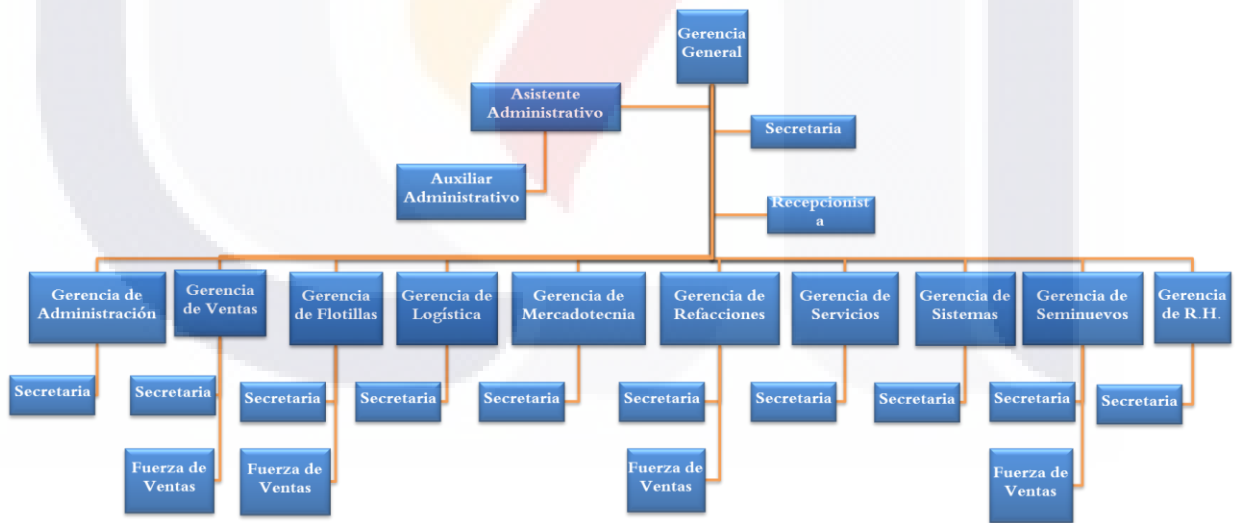 Gerencia
General
Asistente
Administrativo
Secretaria
Auxiliar
Administrativo
Recepcionist
a
Gerencia de
Administración
Gerencia
de Ventas
Gerencia
de Flotillas
Gerencia de
Logística
Gerencia de
Mercadotecnia
Gerencia de
Refacciones
Gerencia de
Servicios
Gerencia de
Sistemas
Gerencia de
Seminuevos
Gerencia
de R.H.
Secretaria
Secretaria
Secretaria
Secretaria
Secretaria
Secretaria
Secretaria
Secretaria
Secretaria
Secretaria
Fuerza de
Ventas
Fuerza de
Ventas
Fuerza de
Ventas
Fuerza de
Ventas